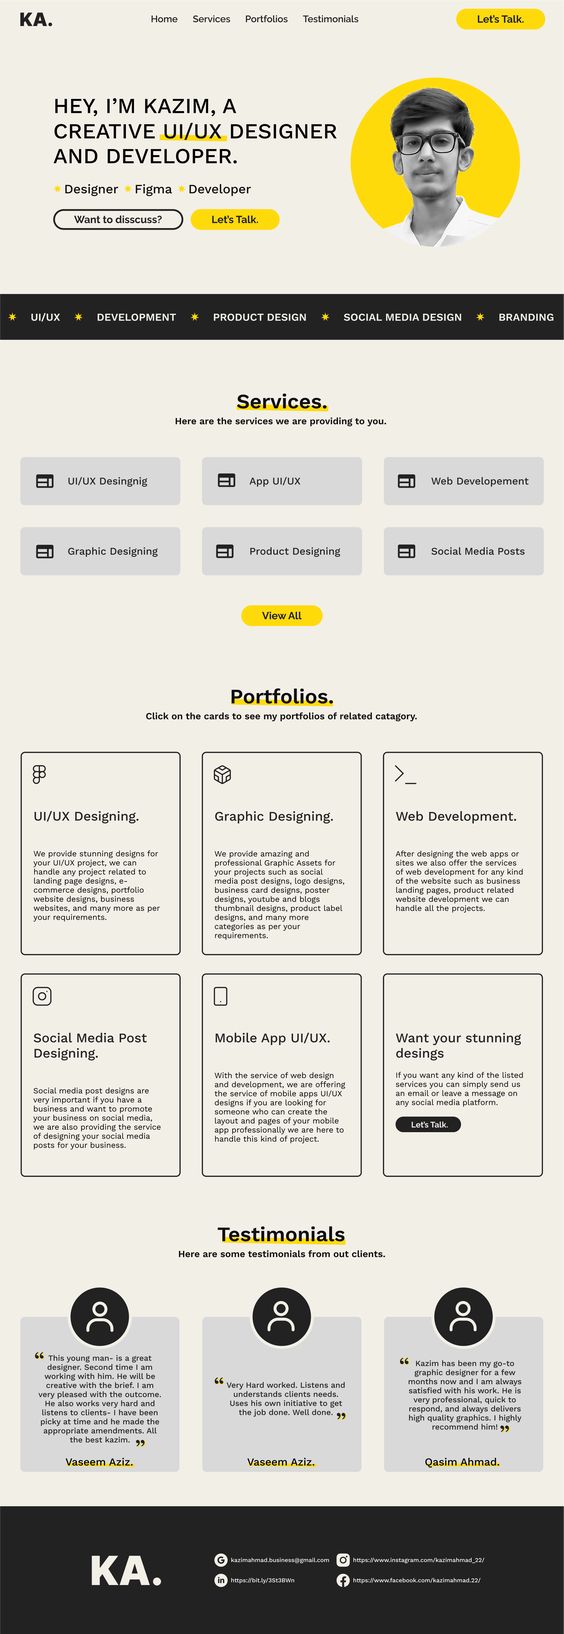 KA.
Home Services Portfolios Testimonials
Let's Talk.
HEY, I'M KAZIM, A
CREATIVE UI/UX DESIGNER
AND DEVELOPER.
Designer Figma Developer
Want to disscuss? Let's Talk.
UI/UX DEVELOPMENT PRODUCT DESIGN SOCIAL MEDIA DESIGN BRANDING
Services.
Here are the services we are providing to you.
UI/UX Desingnig
App UI/UX
Web Developement
Graphic Designing
Product Designing
Social Media Posts
View All
Portfolios.
Click on the cards to see my portfolios of related catagory.
UI/UX Designing.
We provide stunning designs for
your UI/UX project, we can
handle any project related to
landing page designs, e-
commerce designs, portfolio
website designs, business
websites, and many more as per
your requirements.
Graphic Designing.
We provide amazing and
professional Graphic Assets for
your projects such as social
media post designs, logo designs,
business card designs, poster
designs, youtube and blogs
thumbnail designs, product label
designs, and many more
categories as per your
requirements.
Web Development.
After designing the web apps or
sites we also offer the services
of web development for any kind
of the website such as business
landing pages, product related
website development we can
handle all the projects.
Social Media Post
Designing.
Social media post designs are
very important if you have a
business and want to promote
your business on social media,
we are also providing the service
of designing your social media
posts for your business.
Mobile App UI/UX.
With the service of web design
and development, we are offering
the service of mobile apps UI/UX
designs if you are looking for
someone who can create the
layout and pages of your mobile
app professionally we are here to
handle this kind of project.
Want your stunning
desings
If you want any kind of the listed
services you can simply send us
an email or leave a message on
any social media platform.
Let's Talk.
Testimonials
Here are some testimonials from out clients.
“ This young man- is a great
designer. Second time I am
working with him. He will be
creative with the brief. I am
very pleased with the outcome.
He also works very hard and
listens to clients- I have been
picky at time and he made the
appropriate amendments. All
the best kazim. ”
Vaseem Aziz.
“ Very Hard worked. Listens and
understands clients needs.
Uses his own initiative to get
the job done. Well done. ”
Vaseem Aziz.
“ Kazim has been my go-to
graphic designer for a few
months now and I am always
satisfied with his work. He is
very professional, quick to
respond, and always delivers
high quality graphics. I highly
recommend him! ”
Qasim Ahmad.
KA.
kazimahmad.business@gmail.com
https://www.instagram.com/kazimahmad_22/
https://bit.ly/3St3BWn
https://www.facebook.com/kazimahmad.22/